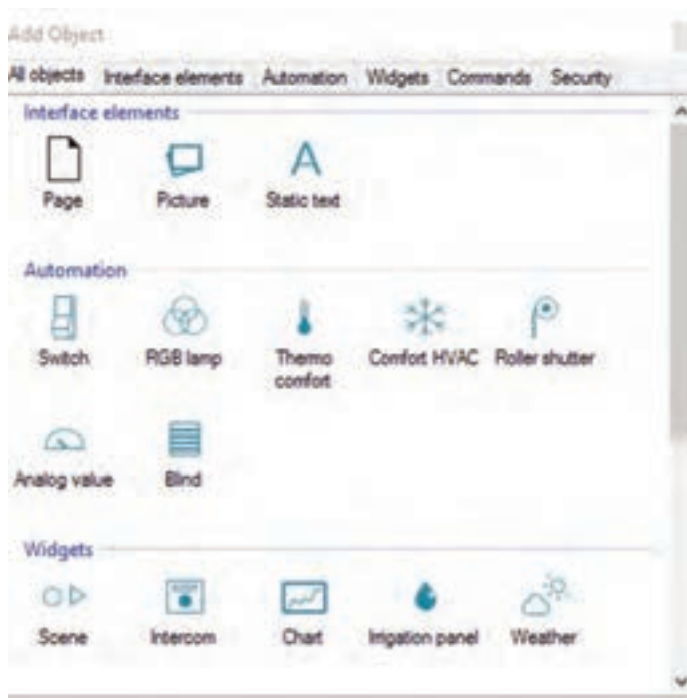 Add Object
All objects Interface elements Automation Widgets Commands Security
Interface elements
Page Picture Static text
Automation
Switch RGB lamp Thermo comfort Comfort HVAC Roller shutter
Analog value Blind
Widgets
Scene Intercom Chart Irrigation panel Weather